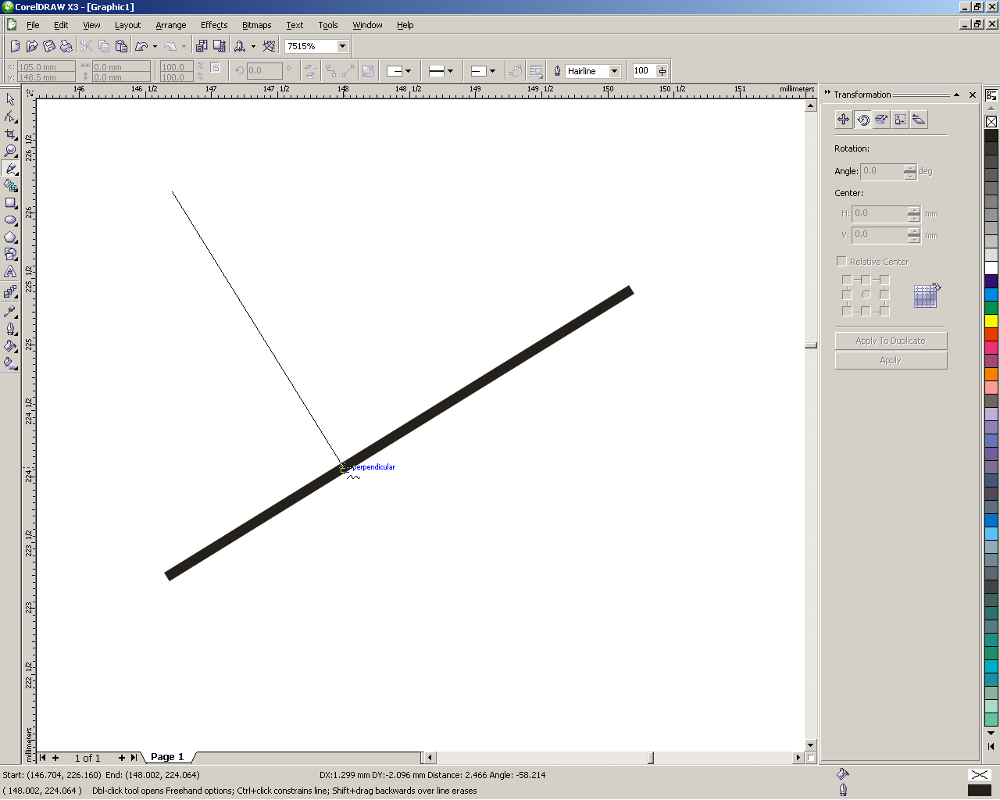 CorelDRAW X3 - [Graphic1]
File Edit View Layout Arrange Effects Bitmaps Text Tools Window Help
7515%
x: 105.0 mm 0.0 mm 100.0 % 0.0 ° Hairline 100
y: 148.5 mm 0.0 mm 100.0 %
146 146 1/2 147 147 1/2 148 148 1/2 149 149 1/2 150 150 1/2 151 millimeters
226 1/2
226
225 1/2
225
224 1/2
224
223 1/2
223
222 1/2
millimeters
perpendicular
Transformation
Rotation:
Angle: 0.0 deg
Center:
H: 0.0 mm
V: 0.0 mm
Relative Center
Apply To Duplicate
Apply
1 of 1 Page 1
Start: (146.704, 226.160) End: (148.002, 224.064) DX:1.299 mm DY:-2.096 mm Distance: 2.466 Angle: -58.214
( 148.002, 224.064 ) Dbl-click tool opens Freehand options; Ctrl+click constrains line; Shift+drag backwards over line erases